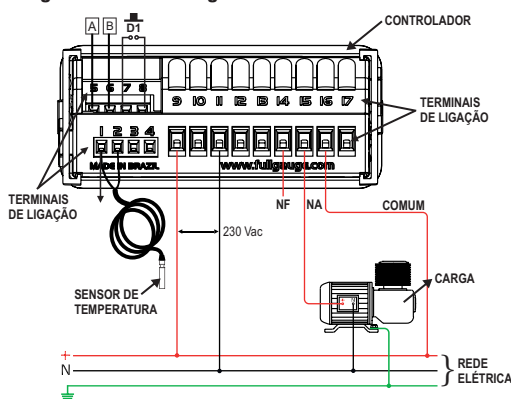 A B D1
CONTROLADOR
5 6 7 8
9 10 11 12 13 14 15 16 17
TERMINAIS
DE LIGAÇÃO
1 2 3 4
MADE IN BRAZIL
www.fullgauge.com
TERMINAIS
DE LIGAÇÃO
NF NA COMUM
230 Vac
SENSOR DE
TEMPERATURA
CARGA
+
N
REDE
ELÉTRICA